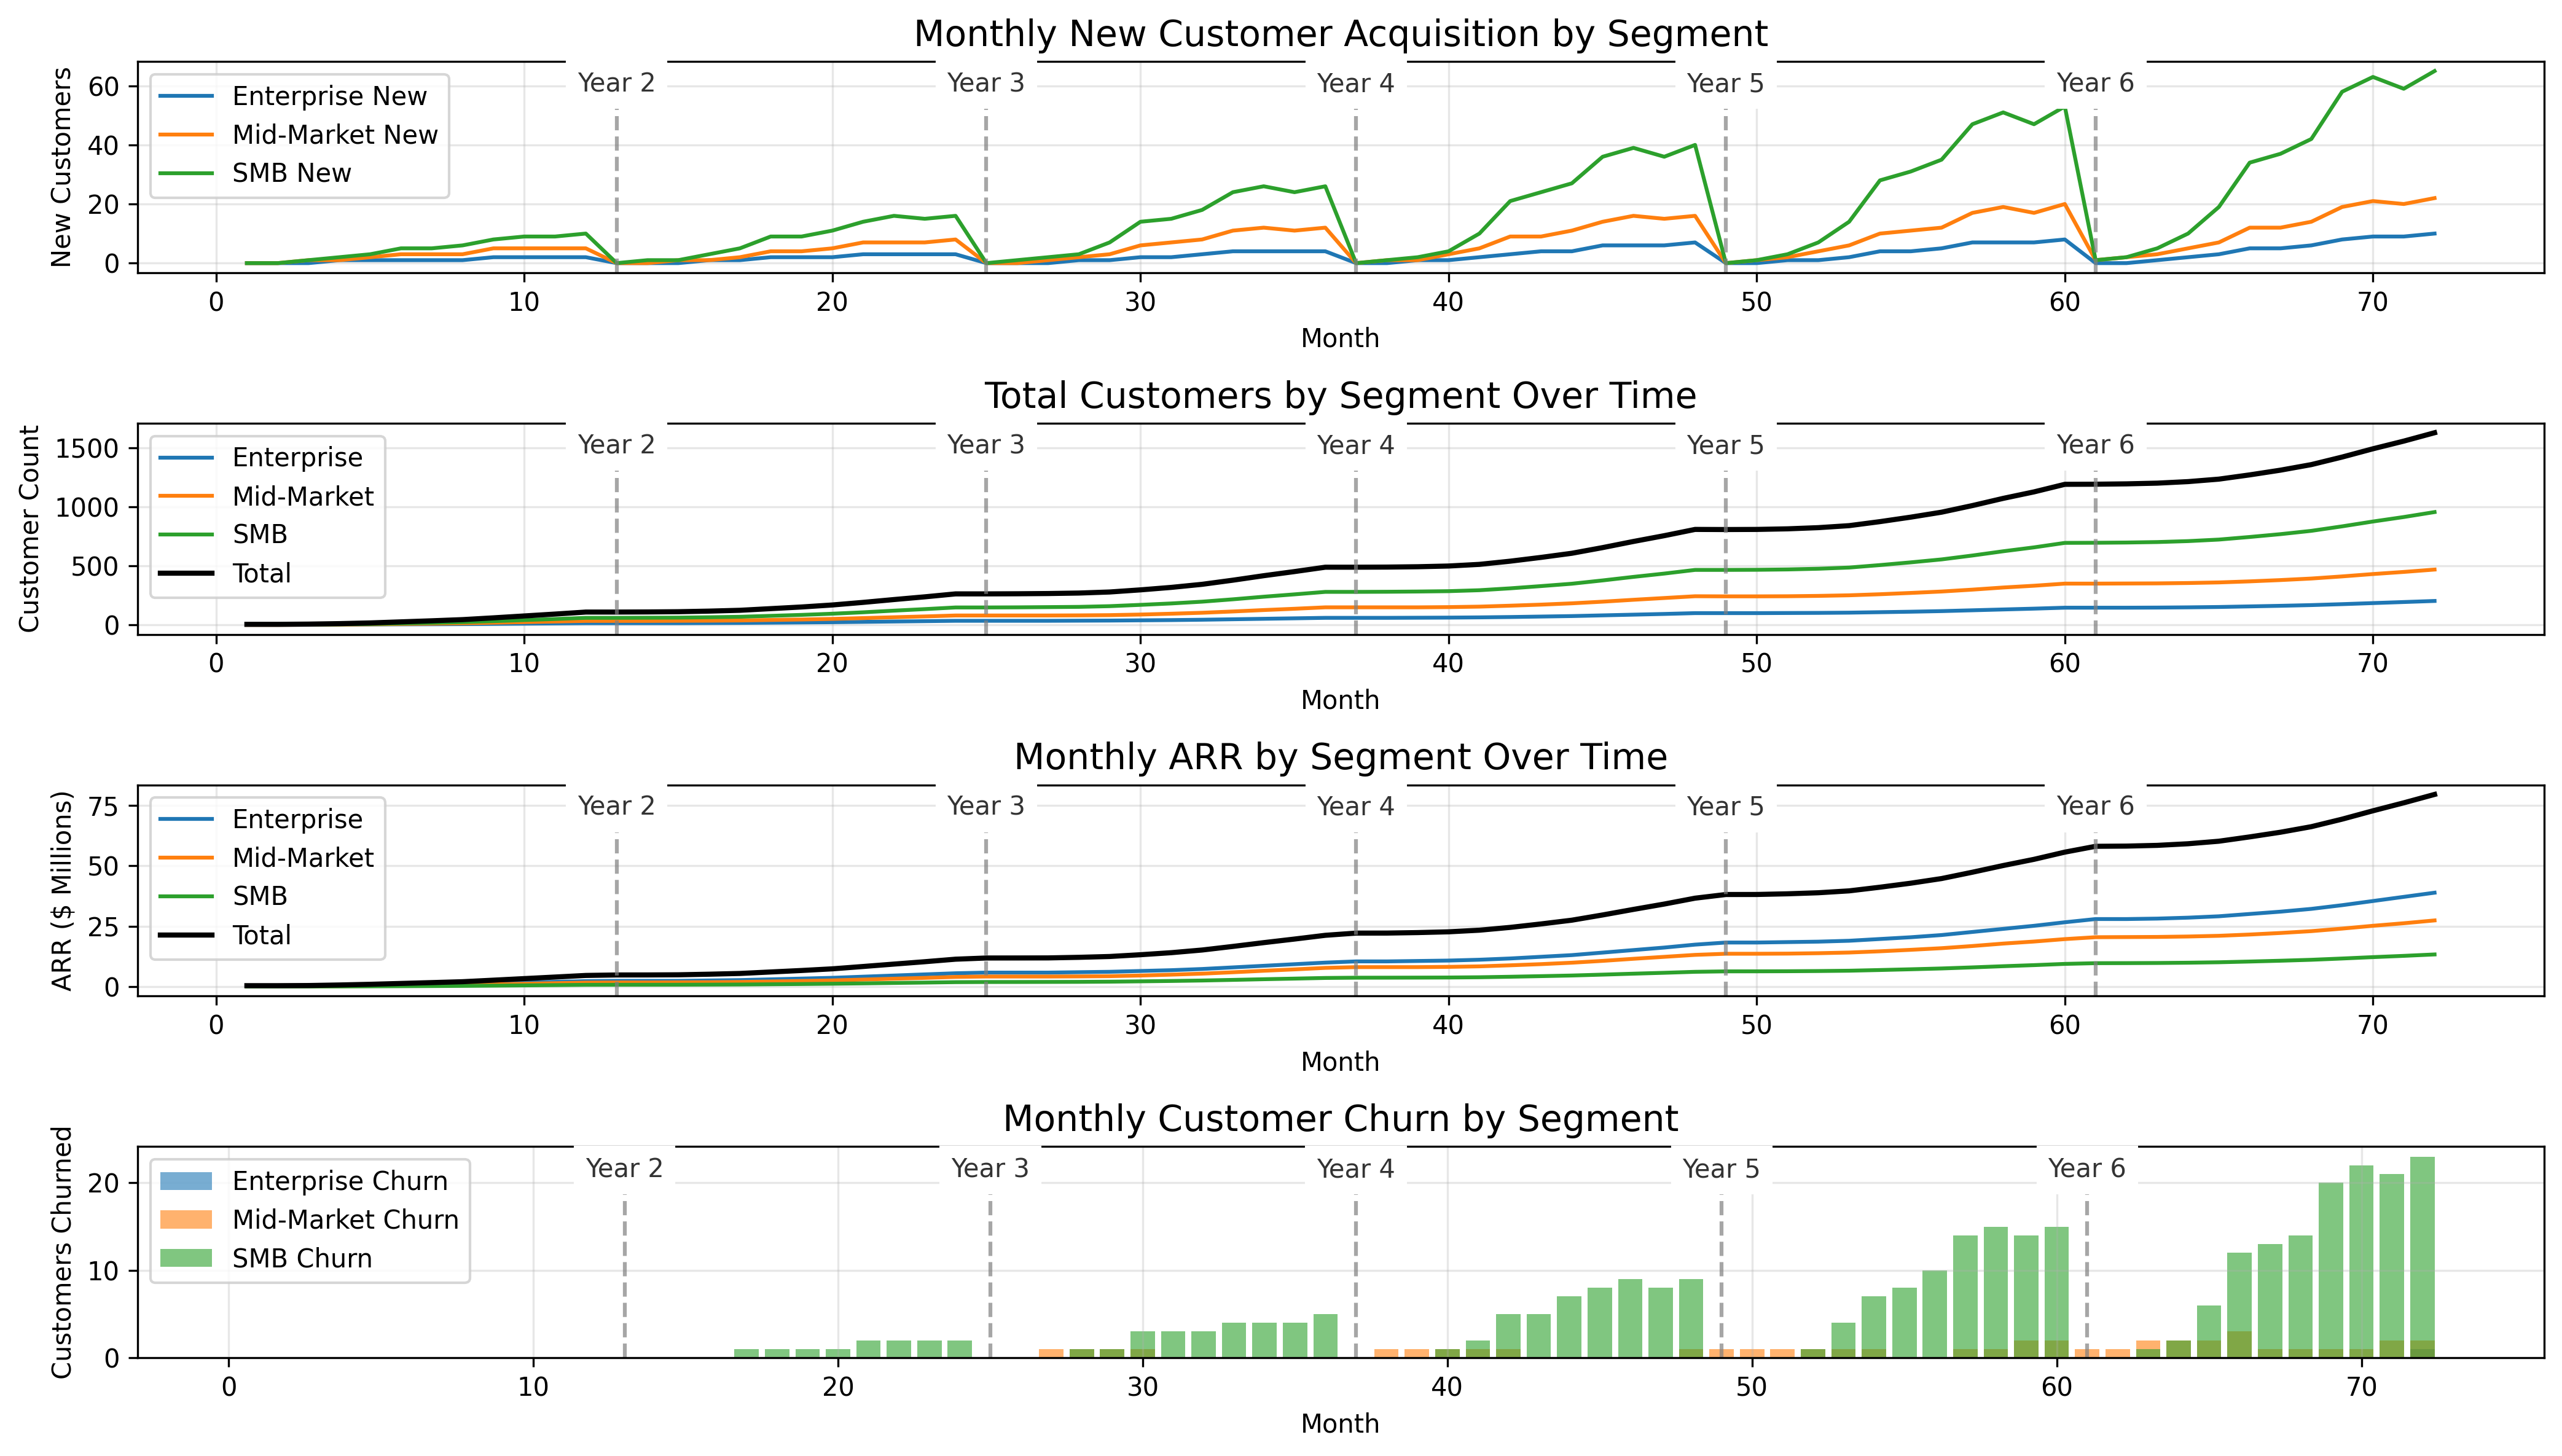 Monthly New Customer Acquisition by Segment
New Customers
60
40
20
0
Enterprise New
Mid-Market New
SMB New
Year 2
Year 3
Year 4
Year 5
Year 6
0 10 20 30 40 50 60 70
Month
Total Customers by Segment Over Time
Customer Count
1500
1000
500
0
Enterprise
Mid-Market
SMB
Total
Year 2
Year 3
Year 4
Year 5
Year 6
0 10 20 30 40 50 60 70
Month
Monthly ARR by Segment Over Time
ARR ($ Millions)
75
50
25
0
Enterprise
Mid-Market
SMB
Total
Year 2
Year 3
Year 4
Year 5
Year 6
0 10 20 30 40 50 60 70
Month
Monthly Customer Churn by Segment
Customers Churned
20
10
0
Enterprise Churn
Mid-Market Churn
SMB Churn
Year 2
Year 3
Year 4
Year 5
Year 6
0 10 20 30 40 50 60 70
Month